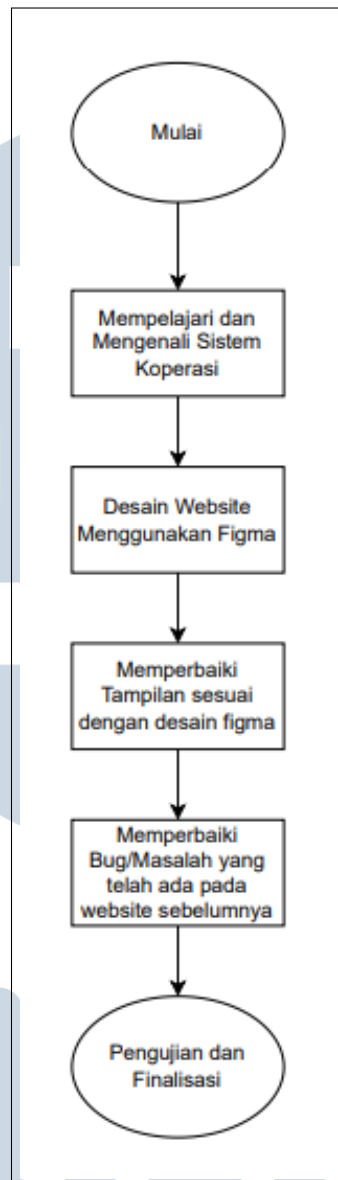 Mulai
Mempelajari dan
Mengenali Sistem
Koperasi
Desain Website
Menggunakan Figma
Memperbaiki
Tampilan sesuai
dengan desain figma
Memperbaiki
Bug/Masalah yang
telah ada pada
website sebelumnya
Pengujian dan
Finalisasi